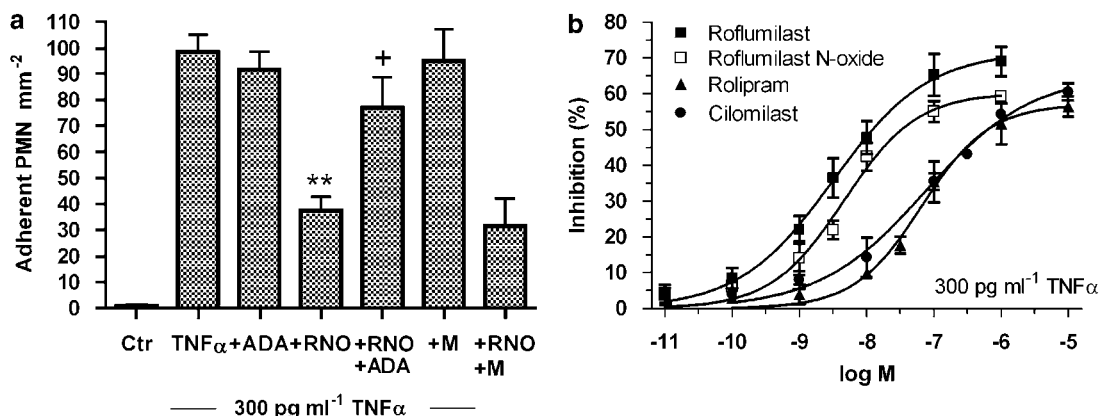 a
Adherent PMN mm⁻²
110
100
90
80
70
60
50
40
30
20
10
0
+
**
Ctr TNFα +ADA +RNO +RNO +M +RNO
+ADA +M
300 pg ml⁻¹ TNFα
b
Inhibition (%)
80
70
60
50
40
30
20
10
0
Roflumilast
Roflumilast N-oxide
Rolipram
Cilomilast
300 pg ml⁻¹ TNFα
-11 -10 -9 -8 -7 -6 -5
log M